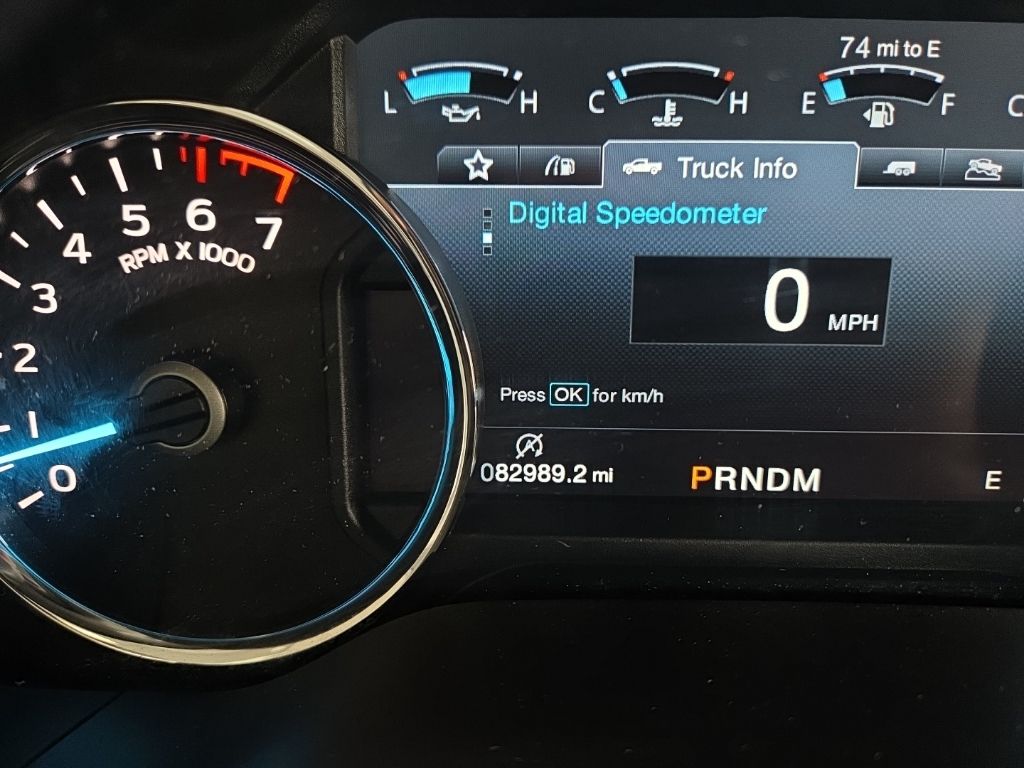 74 mi to E
L H C H E F C
Truck Info
Digital Speedometer
0 MPH
Press OK for km/h
082989.2 mi
PRNDM
E
0
1
2
3
4
5
6
7
RPM X 1000